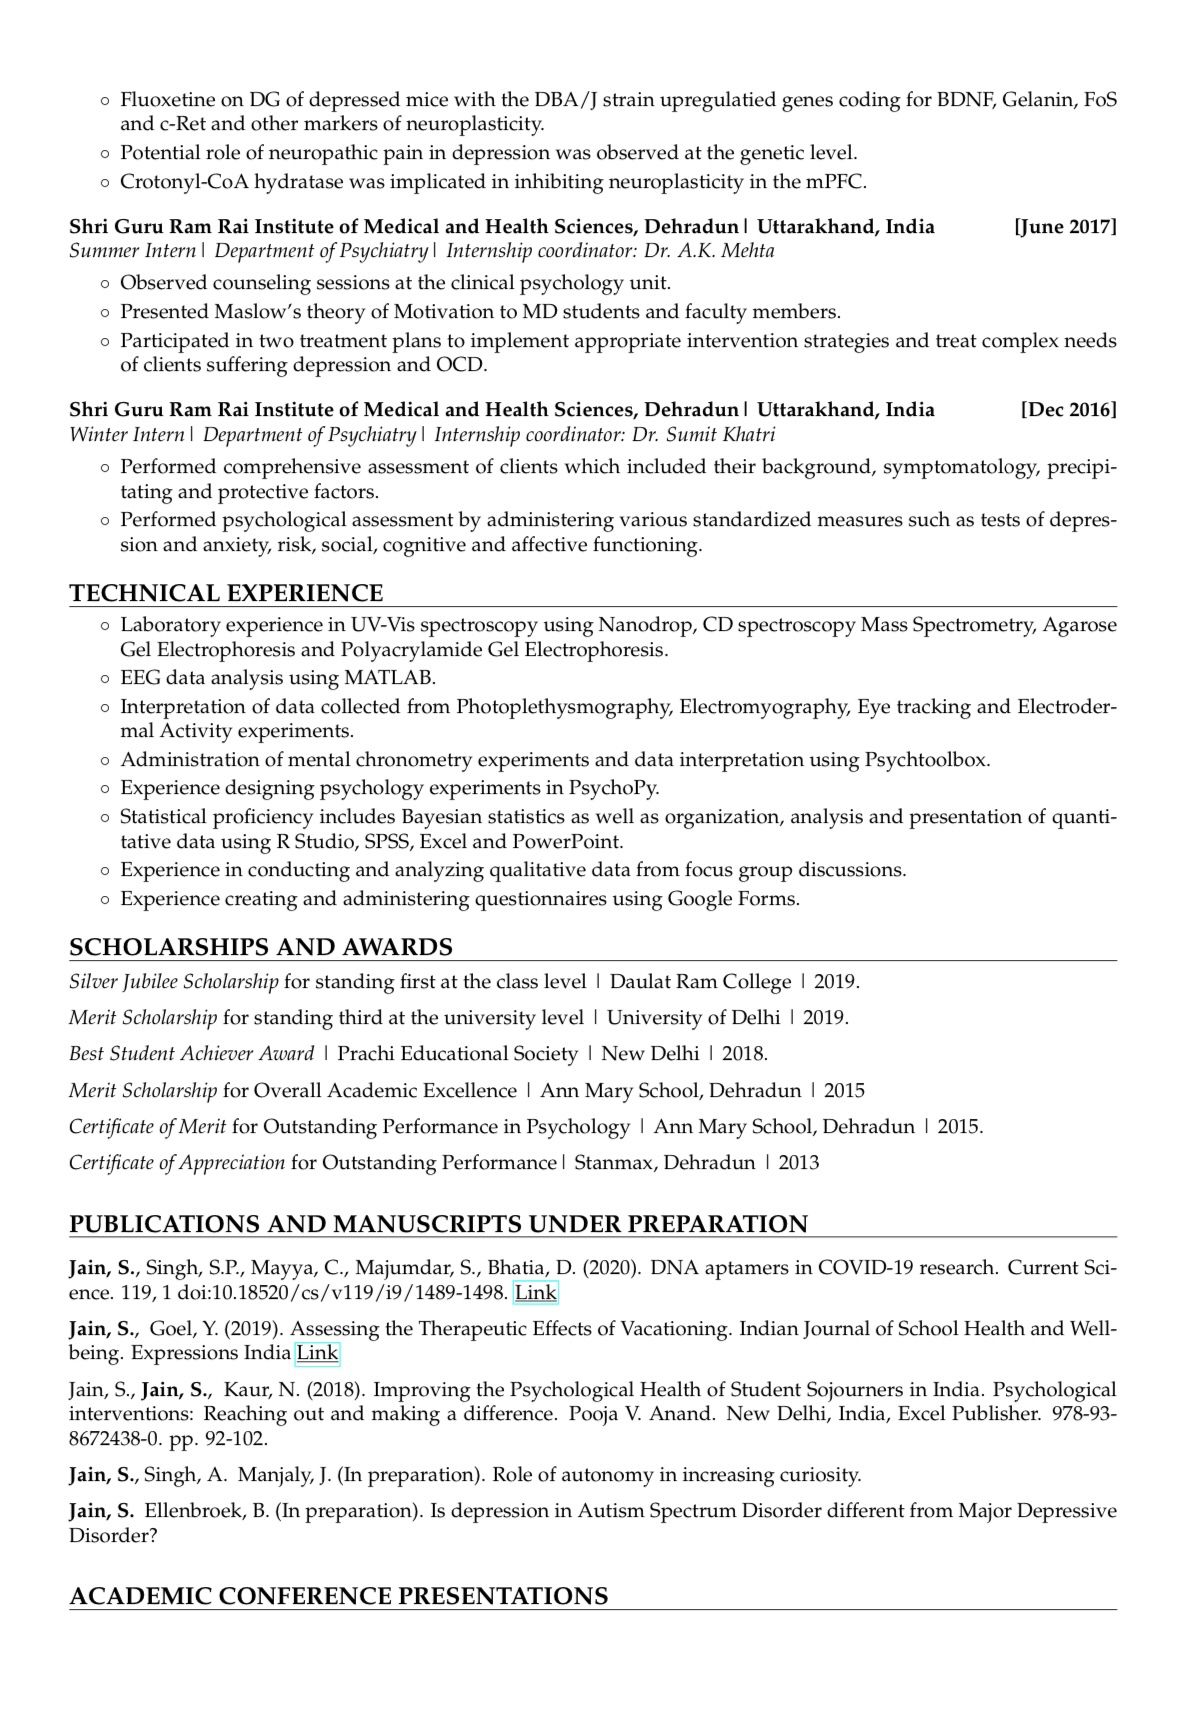 ◦ Fluoxetine on DG of depressed mice with the DBA/J strain upregulatied genes coding for BDNF, Gelanin, FoS
and c-Ret and other markers of neuroplasticity.
◦ Potential role of neuropathic pain in depression was observed at the genetic level.
◦ Crotonyl-CoA hydratase was implicated in inhibiting neuroplasticity in the mPFC.
Shri Guru Ram Rai Institute of Medical and Health Sciences, Dehradun| Uttarakhand, India [June 2017]
Summer Intern| Department of Psychiatry| Internship coordinator: Dr. A.K. Mehta
◦ Observed counseling sessions at the clinical psychology unit.
◦ Presented Maslow's theory of Motivation to MD students and faculty members.
◦ Participated in two treatment plans to implement appropriate intervention strategies and treat complex needs
of clients suffering depression and OCD.
Shri Guru Ram Rai Institute of Medical and Health Sciences, Dehradun| Uttarakhand, India [Dec 2016]
Winter Intern| Department of Psychiatry| Internship coordinator: Dr. Sumit Khatri
◦ Performed comprehensive assessment of clients which included their background, symptomatology, precipi-
tating and protective factors.
◦ Performed psychological assessment by administering various standardized measures such as tests of depres-
sion and anxiety, risk, social, cognitive and affective functioning.
TECHNICAL EXPERIENCE
◦ Laboratory experience in UV-Vis spectroscopy using Nanodrop, CD spectroscopy Mass Spectrometry, Agarose
Gel Electrophoresis and Polyacrylamide Gel Electrophoresis.
◦ EEG data analysis using MATLAB.
◦ Interpretation of data collected from Photoplethysmography, Electromyography, Eye tracking and Electroder-
mal Activity experiments.
◦ Administration of mental chronometry experiments and data interpretation using Psychtoolbox.
◦ Experience designing psychology experiments in PsychoPy.
◦ Statistical proficiency includes Bayesian statistics as well as organization, analysis and presentation of quanti-
tative data using R Studio, SPSS, Excel and PowerPoint.
◦ Experience in conducting and analyzing qualitative data from focus group discussions.
◦ Experience creating and administering questionnaires using Google Forms.
SCHOLARSHIPS AND AWARDS
Silver Jubilee Scholarship for standing first at the class level | Daulat Ram College | 2019.
Merit Scholarship for standing third at the university level | University of Delhi | 2019.
Best Student Achiever Award | Prachi Educational Society | New Delhi | 2018.
Merit Scholarship for Overall Academic Excellence | Ann Mary School, Dehradun | 2015
Certificate of Merit for Outstanding Performance in Psychology | Ann Mary School, Dehradun | 2015.
Certificate of Appreciation for Outstanding Performance| Stanmax, Dehradun | 2013
PUBLICATIONS AND MANUSCRIPTS UNDER PREPARATION
Jain, S., Singh, S.P., Mayya, C., Majumdar, S., Bhatia, D. (2020). DNA aptamers in COVID-19 research. Current Sci-
ence. 119, 1 doi:10.18520/cs/v119/i9/1489-1498. Link
Jain, S., Goel, Y. (2019). Assessing the Therapeutic Effects of Vacationing. Indian Journal of School Health and Well-
being. Expressions India Link
Jain, S., Jain, S., Kaur, N. (2018). Improving the Psychological Health of Student Sojourners in India. Psychological
interventions: Reaching out and making a difference. Pooja V. Anand. New Delhi, India, Excel Publisher. 978-93-
8672438-0. pp. 92-102.
Jain, S., Singh, A. Manjaly, J. (In preparation). Role of autonomy in increasing curiosity.
Jain, S. Ellenbroek, B. (In preparation). Is depression in Autism Spectrum Disorder different from Major Depressive
Disorder?
ACADEMIC CONFERENCE PRESENTATIONS